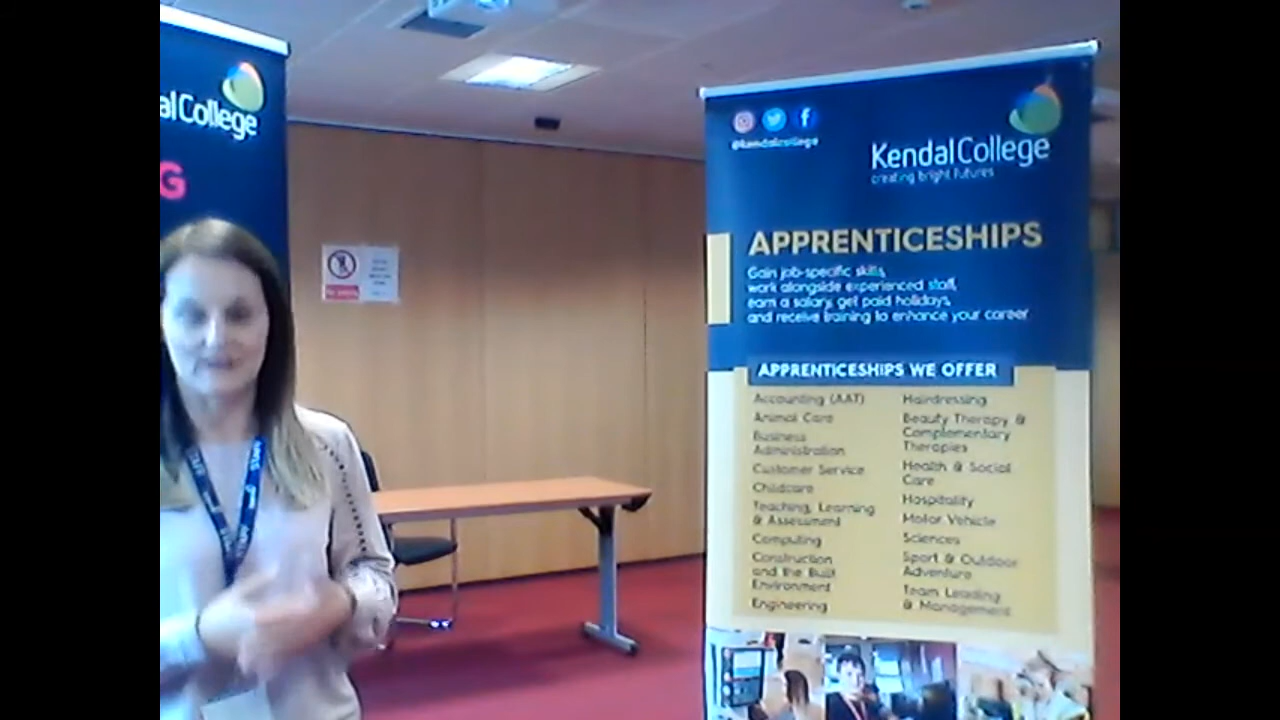 alCollege
G
@kendalcollege
KendalCollege
creating bright futures
APPRENTICESHIPS
Gain job-specific skills,
work alongside experienced staff,
earn a salary, get paid holidays,
and receive training to enhance your career
APPRENTICESHIPS WE OFFER
Accounting (AAT)
Animal Care
Business
Administration
Customer Service
Childcare
Teaching, Learning
& Assessment
Computing
Construction
and the Built
Environment
Engineering
Hairdressing
Beauty Therapy &
Complementary
Therapies
Health & Social
Care
Hospitality
Motor Vehicle
Sciences
Sport & Outdoor
Adventure
Team Leading
& Management
STAFF